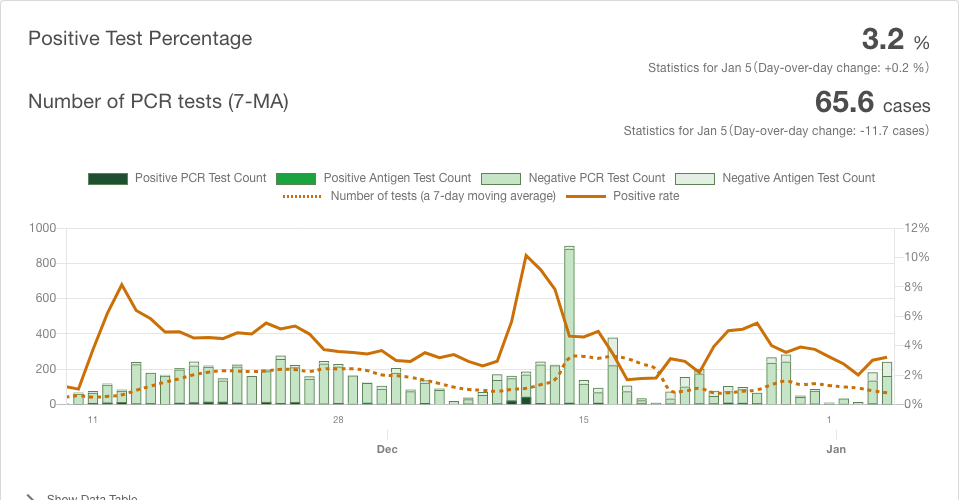 Positive Test Percentage
3.2 %
Statistics for Jan 5（Day-over-day change: +0.2 %）
Number of PCR tests (7-MA)
65.6 cases
Statistics for Jan 5（Day-over-day change: -11.7 cases）
Positive PCR Test Count Positive Antigen Test Count Negative PCR Test Count Negative Antigen Test Count
Number of tests (a 7-day moving average) Positive rate
1000 12%
800 10%
8%
600
6%
400
4%
200 2%
0 0%
11 28 15 1
Dec Jan
Show Data Table